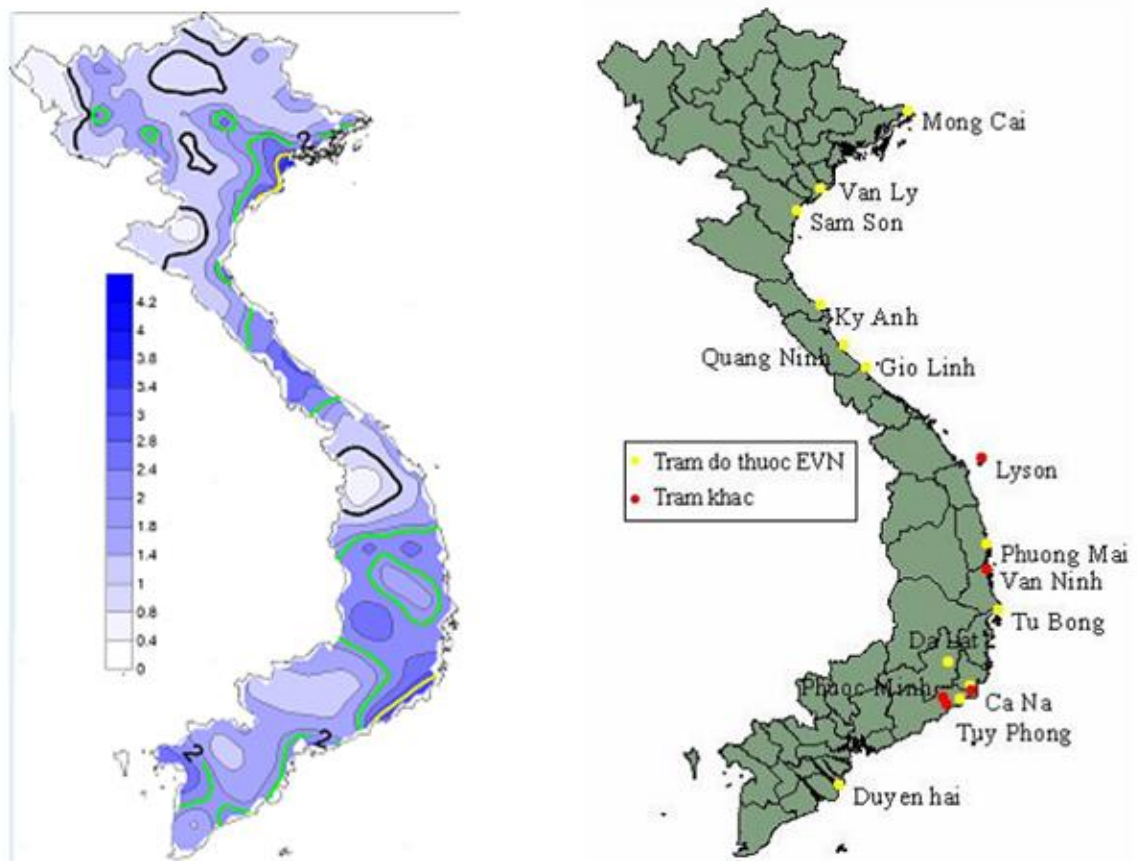 2
4.2
4
3.8
3.4
3
2.8
2.4
2
1.8
1.4
1
0.8
0.4
0
2
2
Mong Cai
Van Ly
Sam Son
Ky Anh
Quang Ninh
Gio Linh
Tram do thuoc EVN
Tram khac
Lyson
Phuong Mai
Van Ninh
Tu Bong
Da Lat
Phuoc Minh
Ca Na
Tuy Phong
Duyen hai